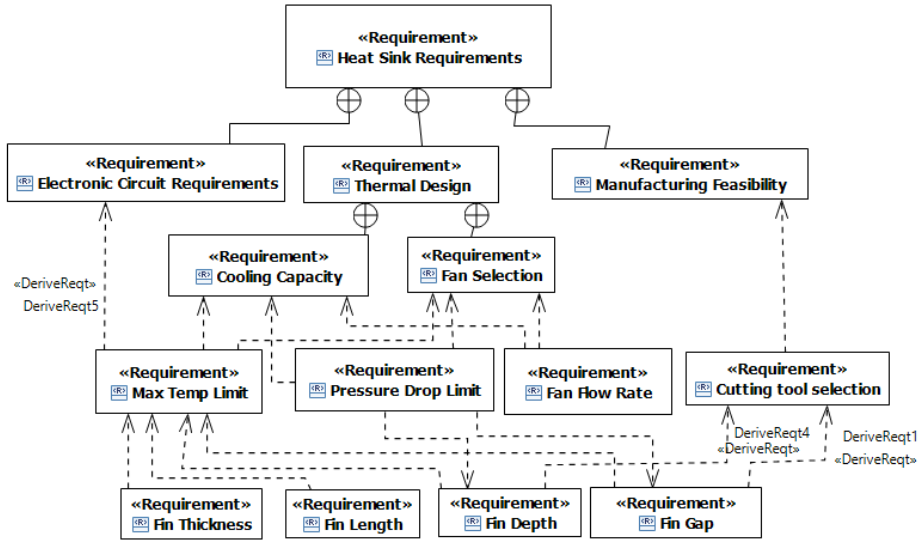 «Requirement»
Heat Sink Requirements
«Requirement»
Electronic Circuit Requirements
«Requirement»
Thermal Design
«Requirement»
Manufacturing Feasibility
«Requirement»
Cooling Capacity
«Requirement»
Fan Selection
«DeriveReqt»
DeriveReqt5
«Requirement»
Max Temp Limit
«Requirement»
Pressure Drop Limit
«Requirement»
Fan Flow Rate
«Requirement»
Cutting tool selection
DeriveReqt4
«DeriveReqt»
DeriveReqt1
«DeriveReqt»
«Requirement»
Fin Thickness
«Requirement»
Fin Length
«Requirement»
Fin Depth
«Requirement»
Fin Gap